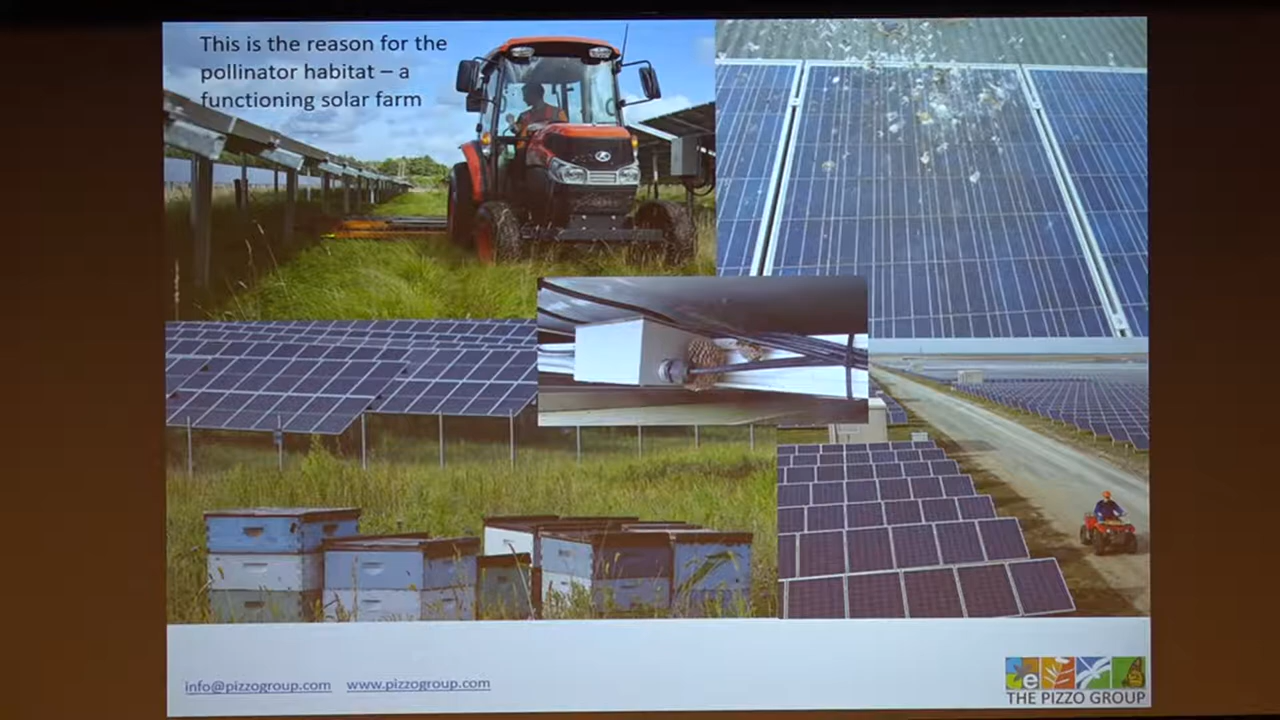 This is the reason for the
pollinator habitat – a
functioning solar farm
info@pizzogroup.com www.pizzogroup.com
e
THE PIZZO GROUP